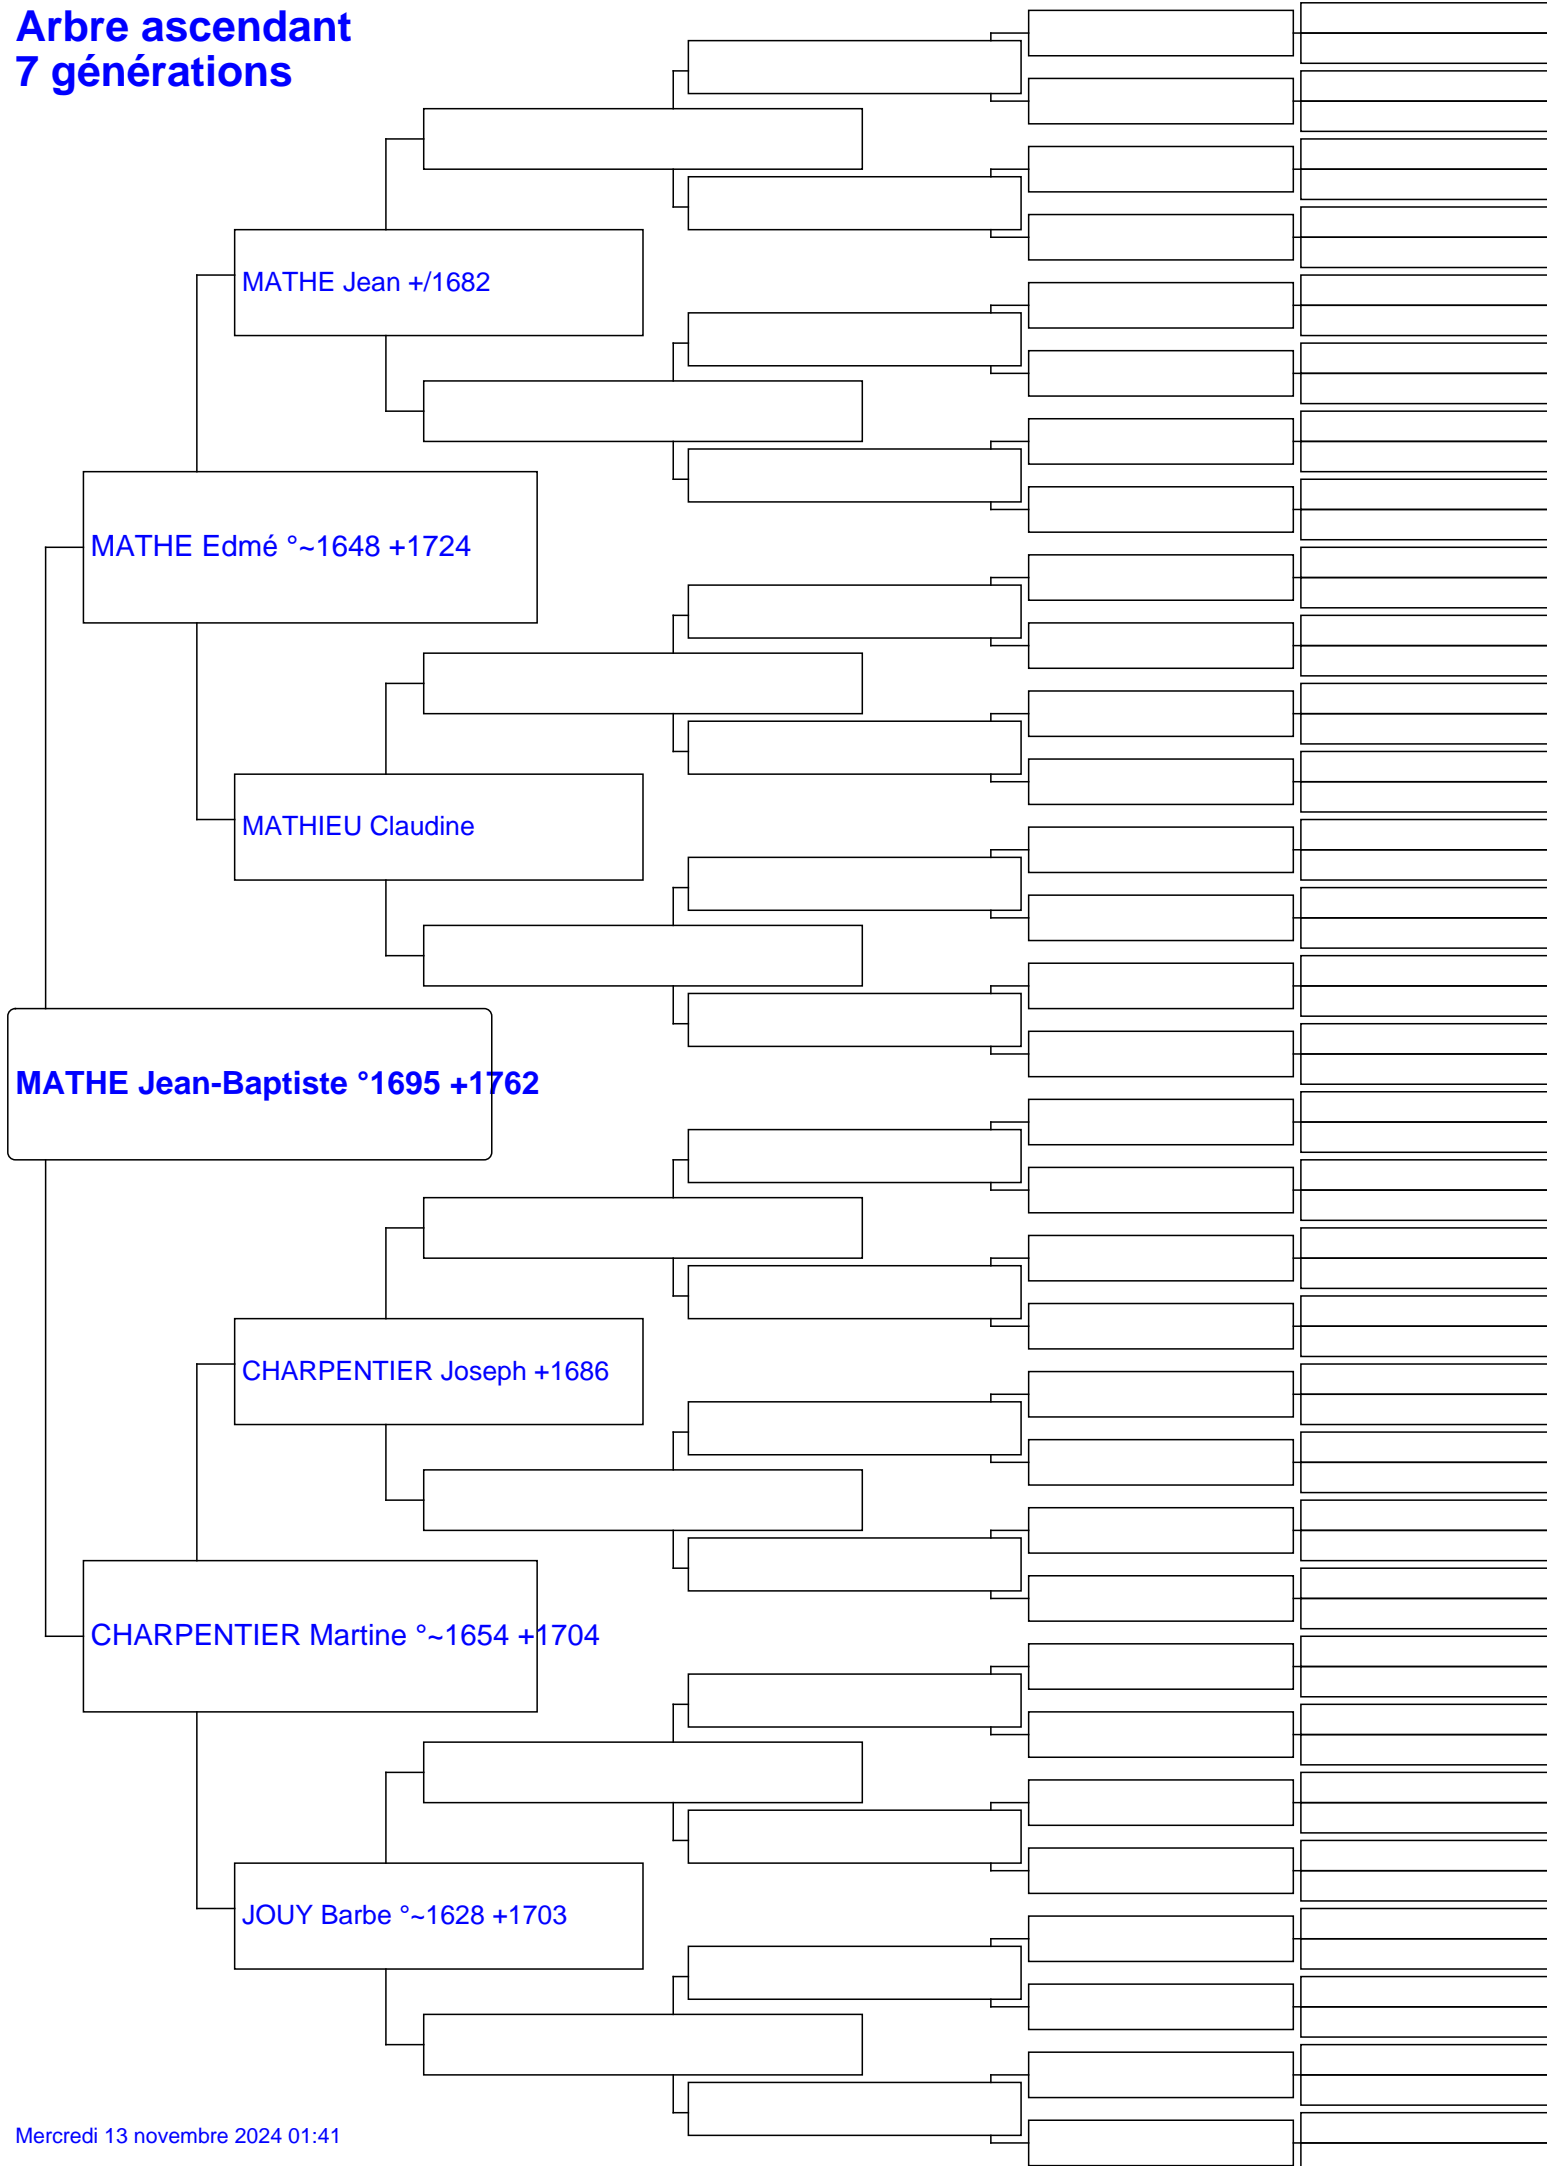 Arbre ascendant
7 générations
MATHE Jean +/1682
MATHE Edmé °~1648 +1724
MATHIEU Claudine
MATHE Jean-Baptiste °1695 +1762
CHARPENTIER Joseph +1686
CHARPENTIER Martine °~1654 +1704
JOUY Barbe °~1628 +1703
Mercredi 13 novembre 2024 01:41